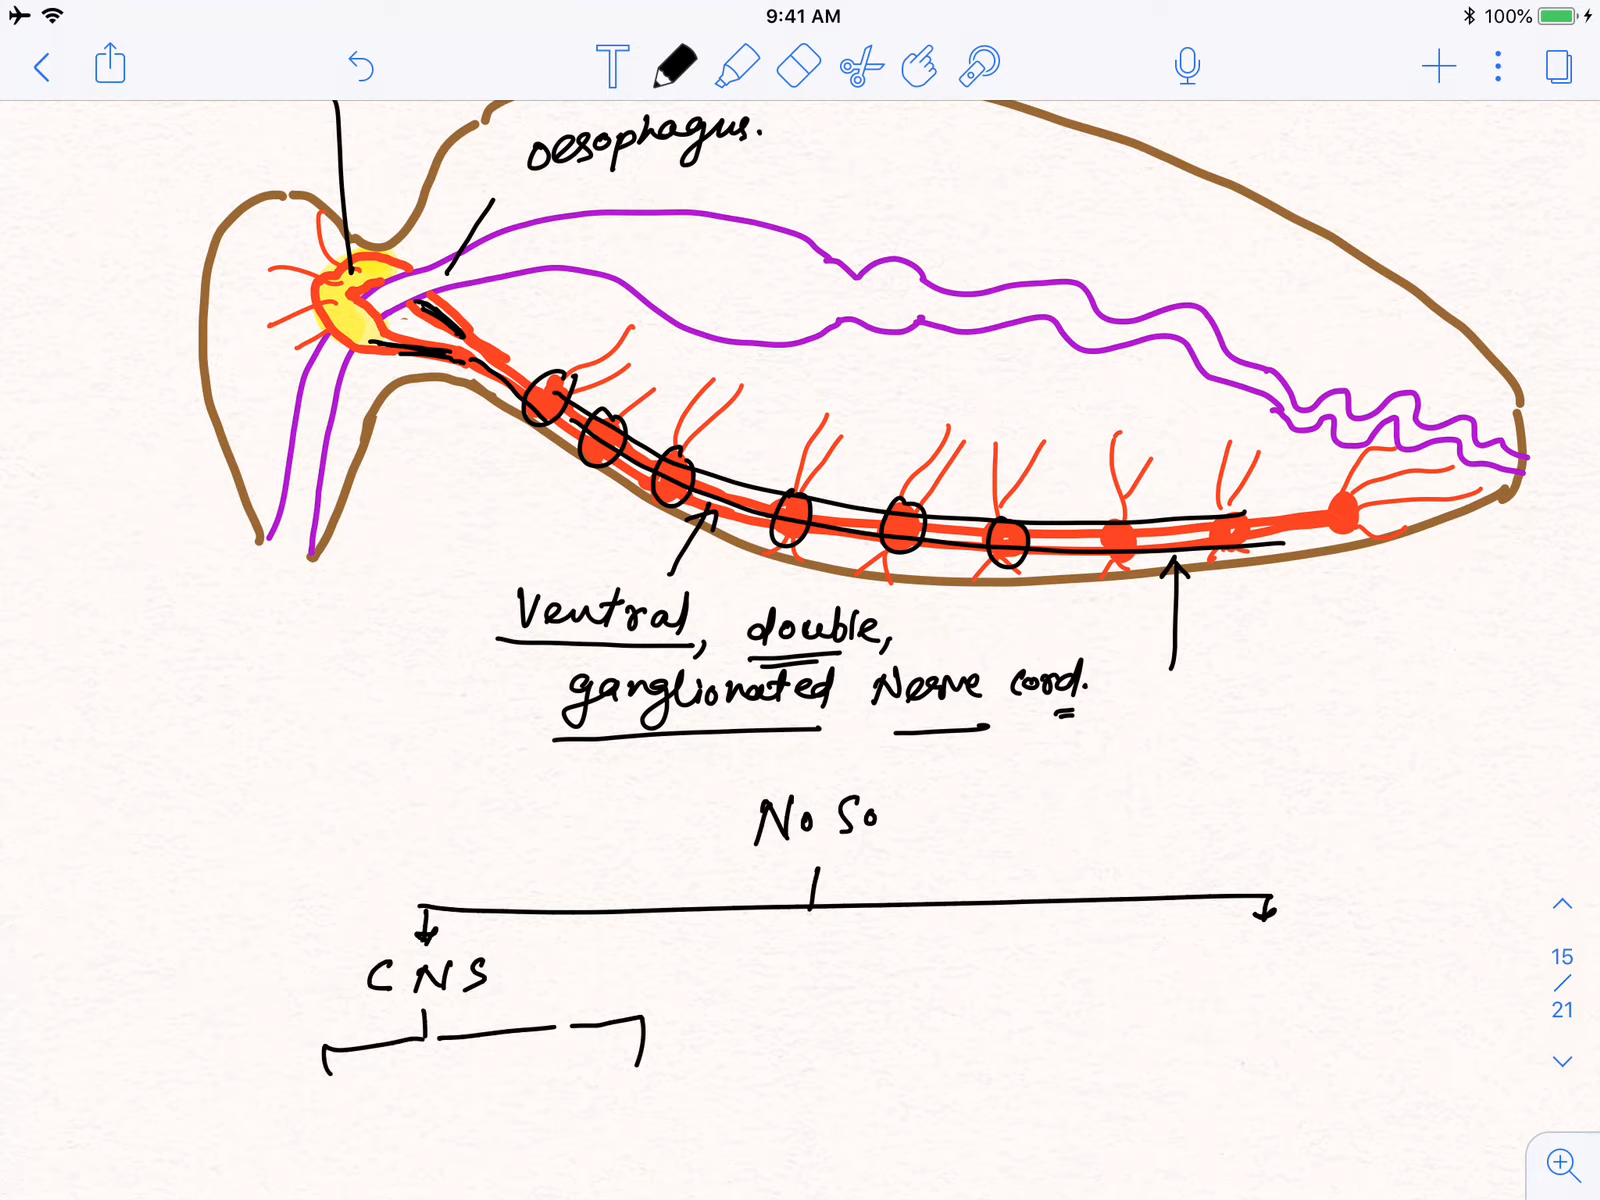 9:41 AM
100%
T
oesophagus.
Ventral, double,
ganglionated Nerve cord.
No So
CNS
15
/
21